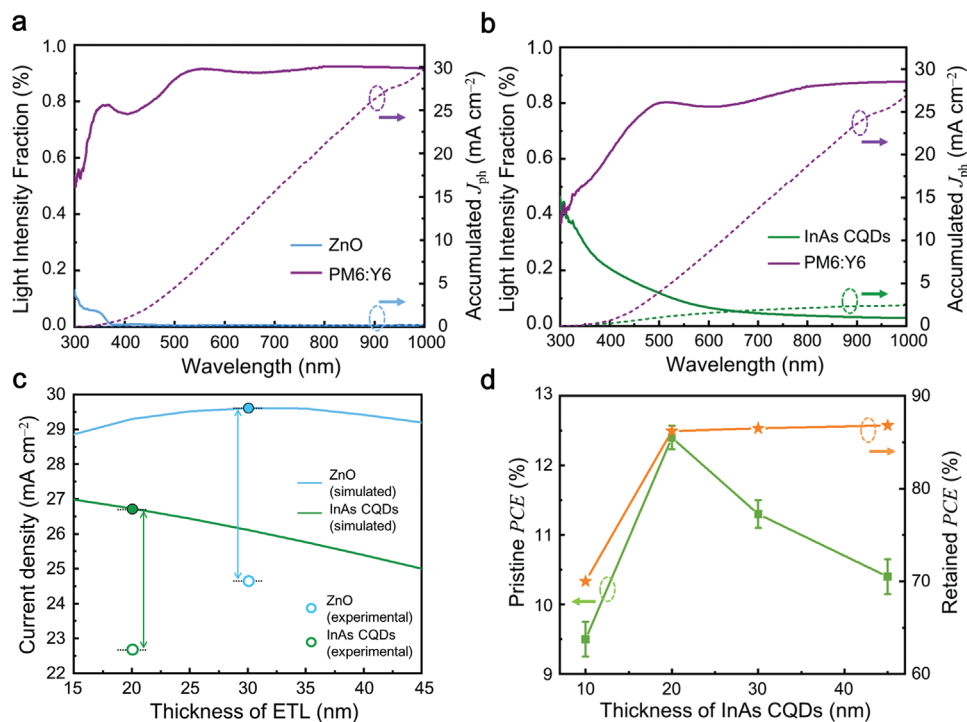 a
Light Intensity Fraction (%)
1.0
0.8
0.6
0.4
0.2
0.0
300 400 500 600 700 800 900 1000
Wavelength (nm)
30
25
20
15
10
5
0
Accumulated Jph (mA cm−2)
ZnO
PM6:Y6
b
Light Intensity Fraction (%)
1.0
0.8
0.6
0.4
0.2
0.0
300 400 500 600 700 800 900 1000
Wavelength (nm)
30
25
20
15
10
5
0
Accumulated Jph (mA cm−2)
InAs CQDs
PM6:Y6
c
Current density (mA cm−2)
30
29
28
27
26
25
24
23
22
15 20 25 30 35 40 45
Thickness of ETL (nm)
ZnO
(simulated)
InAs CQDs
(simulated)
ZnO
(experimental)
InAs CQDs
(experimental)
d
Pristine PCE (%)
13
12
11
10
9
10 20 30 40
Thickness of InAs CQDs (nm)
90
80
70
60
Retained PCE (%)